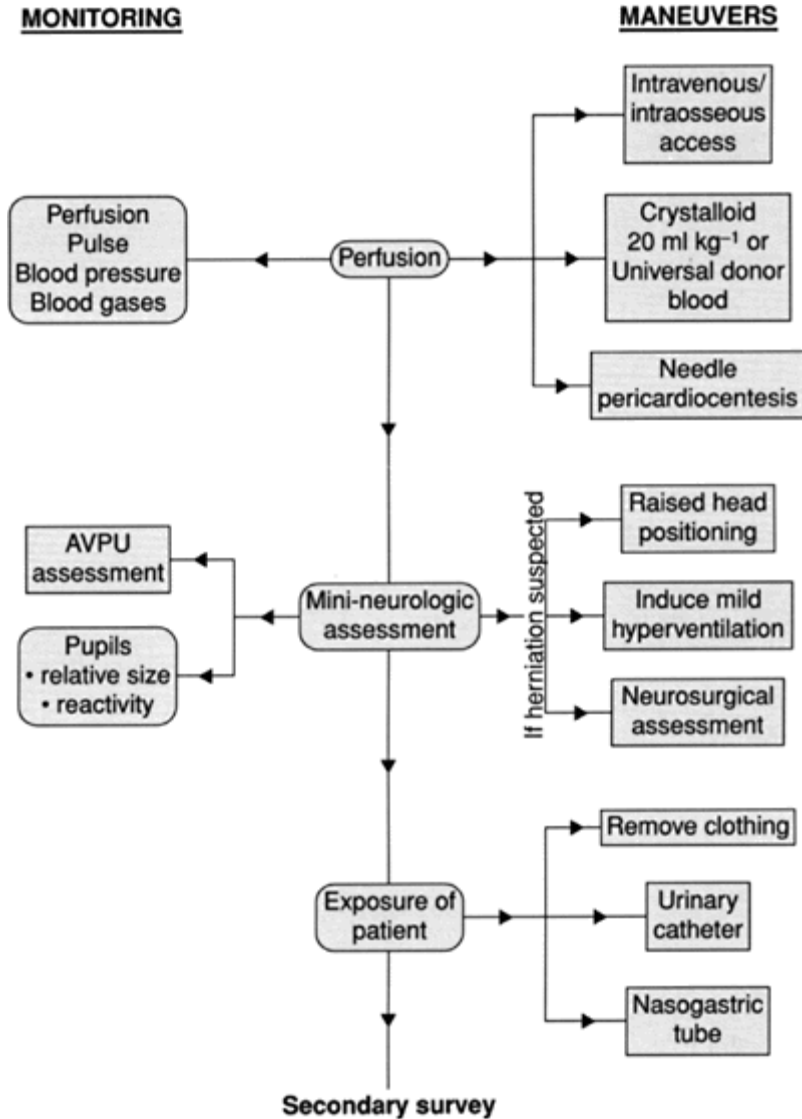 MONITORING
MANEUVERS
Intravenous/
intraosseous
access
Perfusion
Pulse
Blood pressure
Blood gases
Perfusion
Crystalloid
20 ml kg⁻¹ or
Universal donor
blood
Needle
pericardiocentesis
AVPU
assessment
Pupils
• relative size
• reactivity
Mini-neurologic
assessment
If herniation suspected
Raised head
positioning
Induce mild
hyperventilation
Neurosurgical
assessment
Exposure of
patient
Remove clothing
Urinary
catheter
Nasogastric
tube
Secondary survey